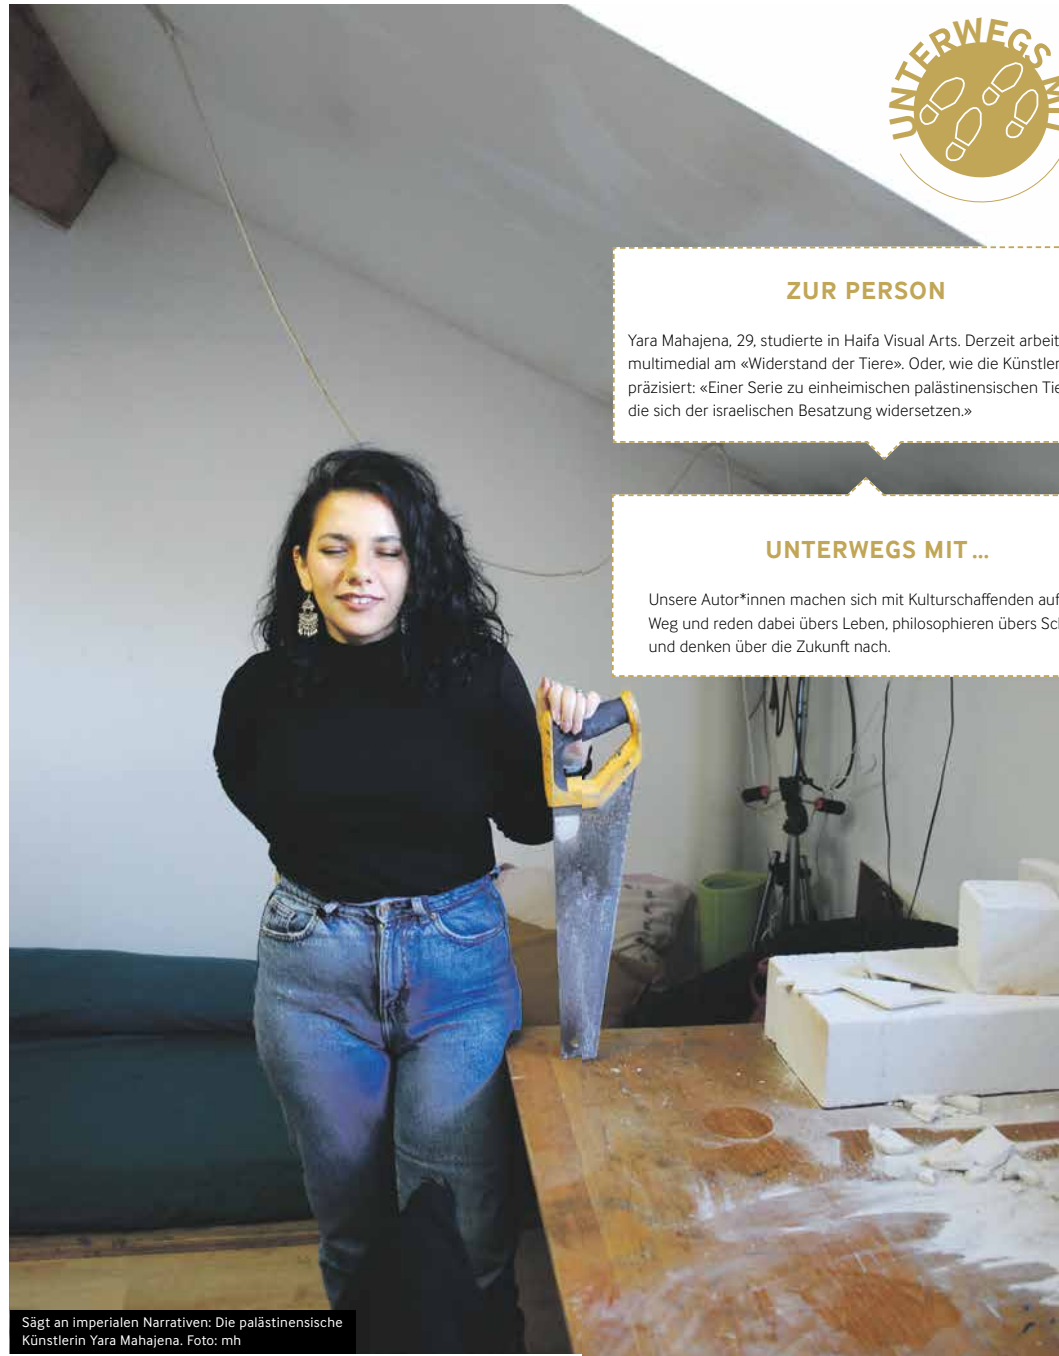 UNTERWEGS MIT
ZUR PERSON
Yara Mahajena, 29, studierte in Haifa Visual Arts. Derzeit arbeit
multimedial am «Widerstand der Tiere». Oder, wie die Künstler
präzisiert: «Einer Serie zu einheimischen palästinensischen Tie
die sich der israelischen Besatzung widersetzen.»
UNTERWEGS MIT ...
Unsere Autor*innen machen sich mit Kulturschaffenden auf
Weg und reden dabei übers Leben, philosophieren übers Sc
und denken über die Zukunft nach.
Sägt an imperialen Narrativen: Die palästinensische
Künstlerin Yara Mahajena. Foto: mh